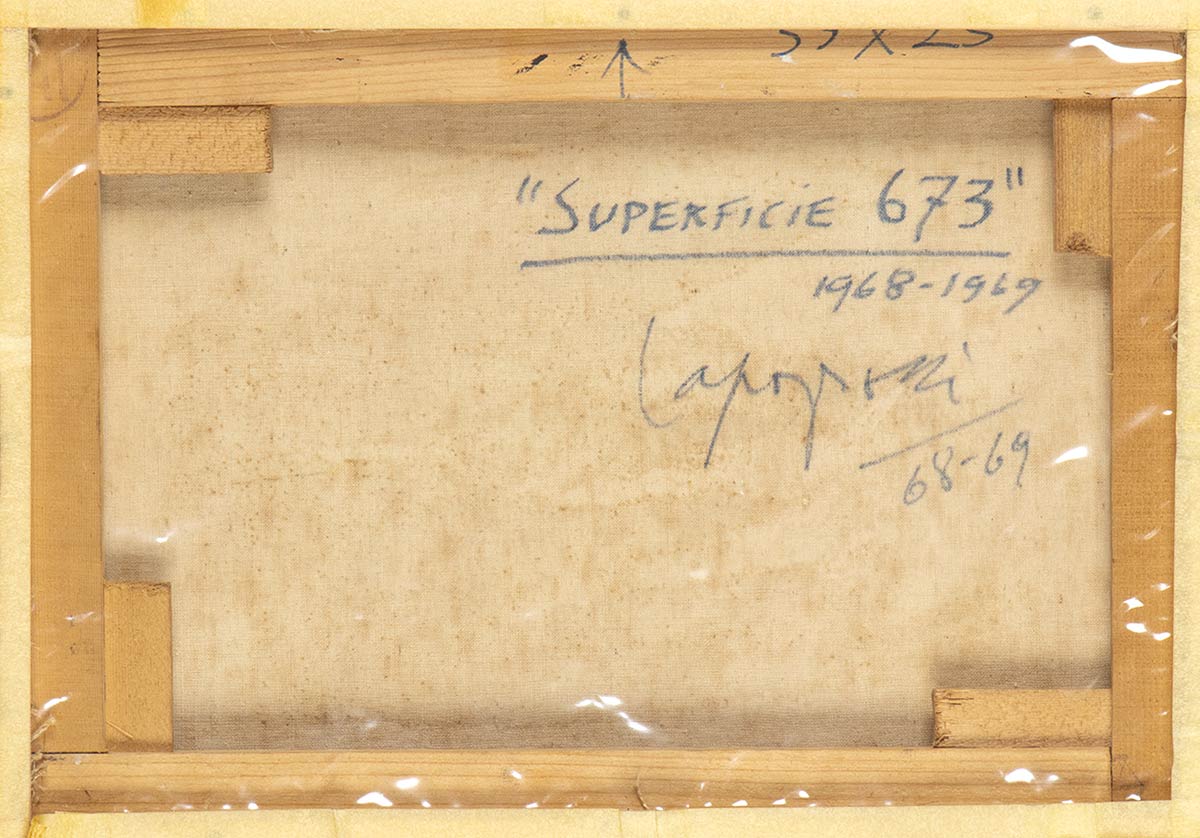 "SUPERFICIE 673"
1968-1969
Capogrossi
68-69